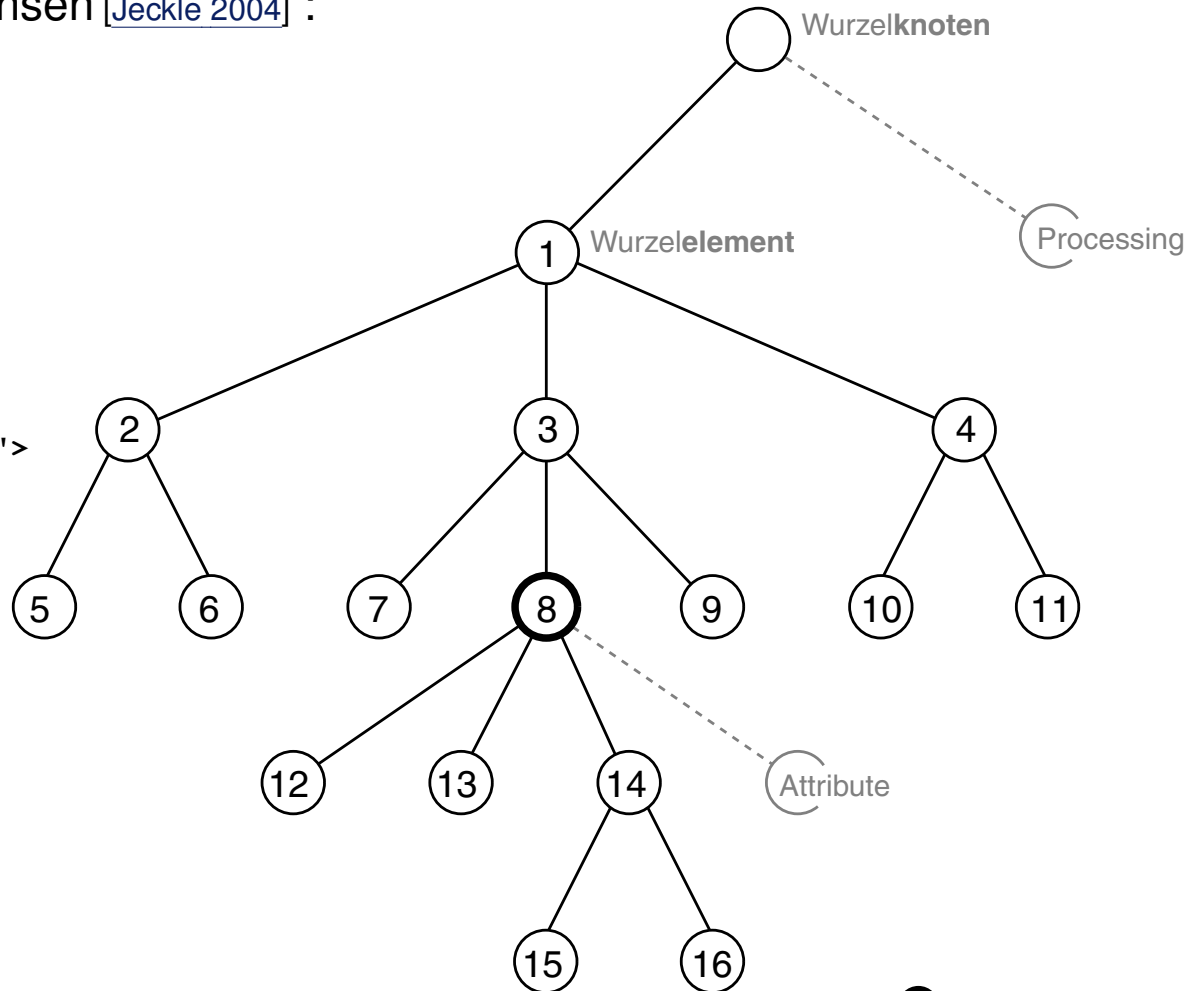 nsen [Jeckle 2004] :
Wurzelknoten
Processing
1 Wurzelelement
'>
2 3 4
5 6 7 8 9 10 11
12 13 14 Attribute
15 16